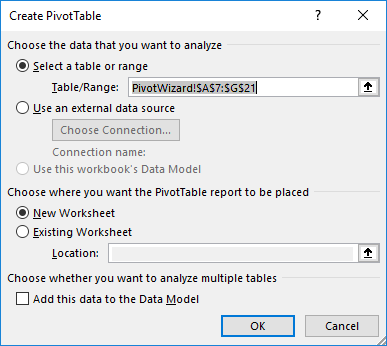 Create PivotTable
Choose the data that you want to analyze
Select a table or range
Table/Range: PivotWizard!$A$7:$G$21
Use an external data source
Choose Connection...
Connection name:
Use this workbook's Data Model
Choose where you want the PivotTable report to be placed
New Worksheet
Existing Worksheet
Location:
Choose whether you want to analyze multiple tables
Add this data to the Data Model
OK Cancel